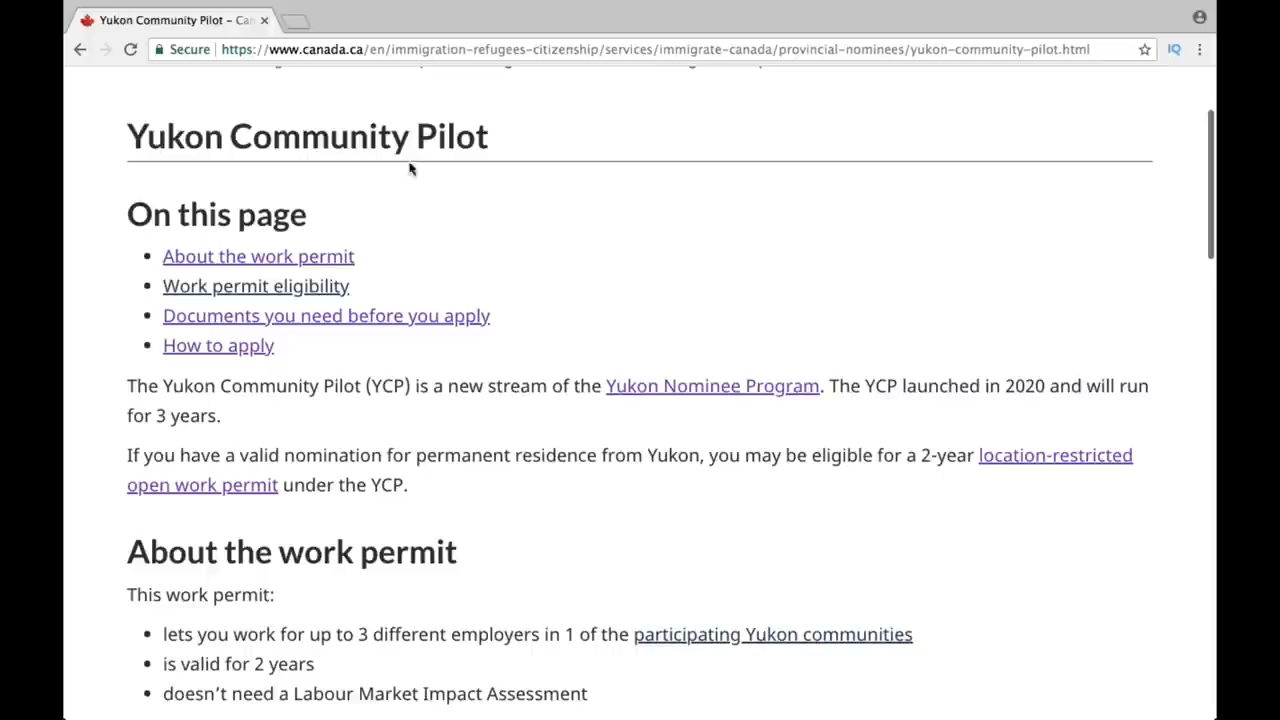 Yukon Community Pilot – Can
Secure https://www.canada.ca/en/immigration-refugees-citizenship/services/immigrate-canada/provincial-nominees/yukon-community-pilot.html
IQ
Yukon Community Pilot
On this page
• About the work permit
• Work permit eligibility
• Documents you need before you apply
• How to apply
The Yukon Community Pilot (YCP) is a new stream of the Yukon Nominee Program. The YCP launched in 2020 and will run
for 3 years.
If you have a valid nomination for permanent residence from Yukon, you may be eligible for a 2-year location-restricted
open work permit under the YCP.
About the work permit
This work permit:
• lets you work for up to 3 different employers in 1 of the participating Yukon communities
• is valid for 2 years
• doesn’t need a Labour Market Impact Assessment